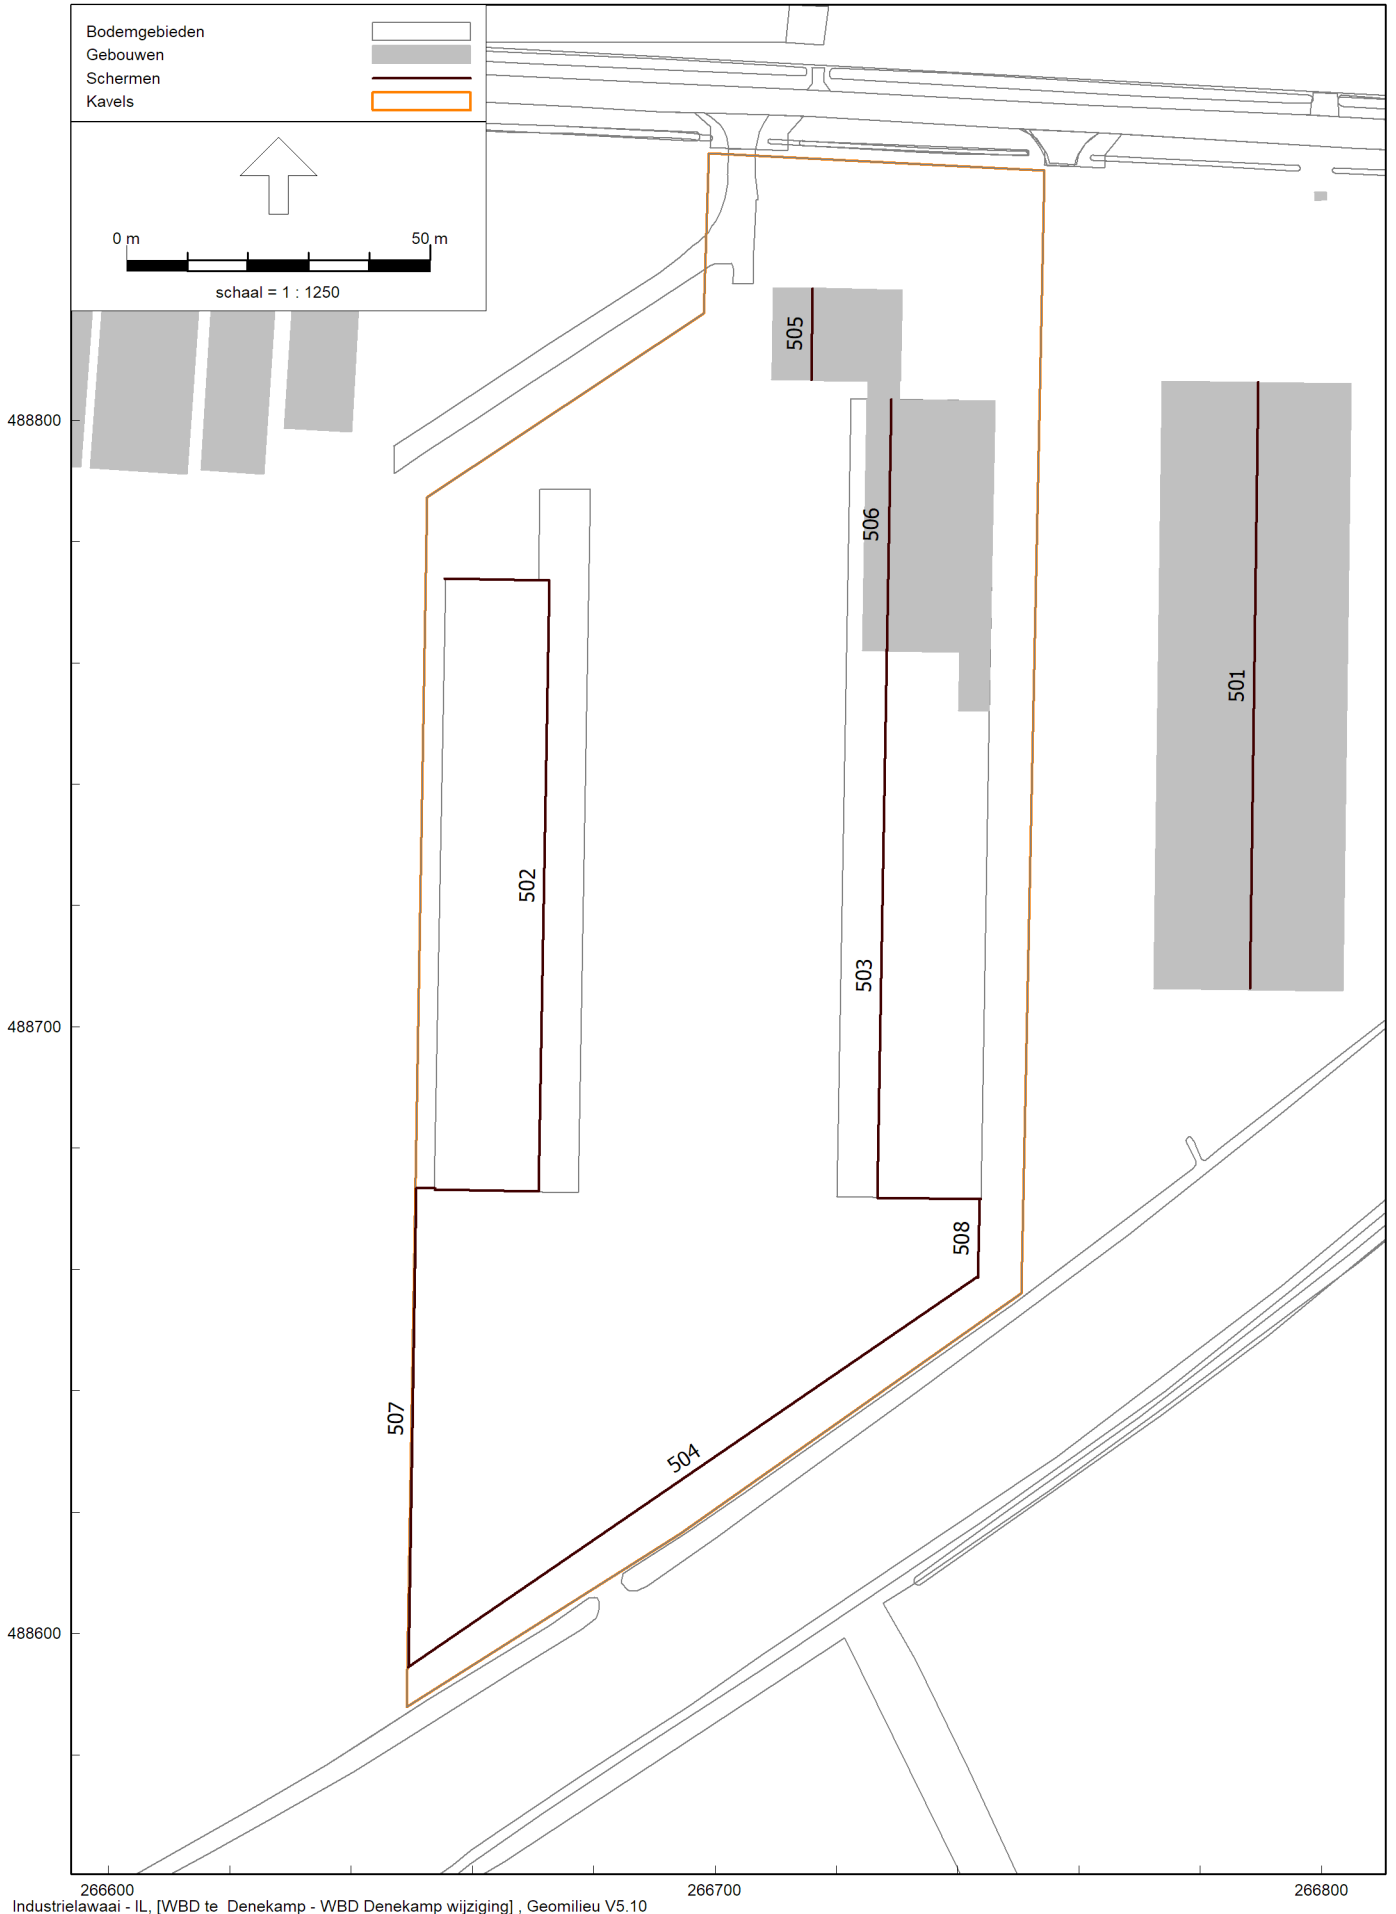 Bodemgebieden
Gebouwen
Schermen
Kavels
0 m 50 m
schaal = 1 : 1250
505
488800
506
501
502
503
488700
508
507
504
488600
266600 266700 266800
Industrielawaai - IL, [WBD te  Denekamp - WBD Denekamp wijziging] , Geomilieu V5.10